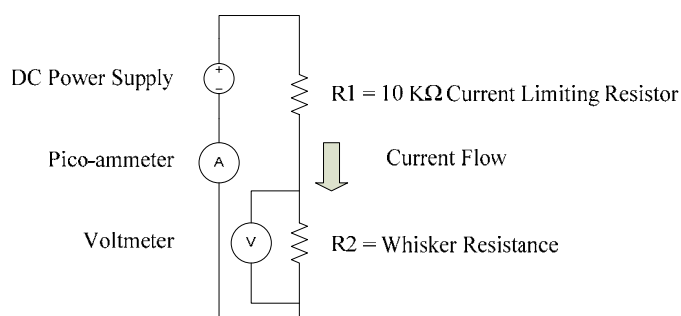 DC Power Supply
+
−
R1 = 10 KΩ Current Limiting Resistor
Pico-ammeter
A
Current Flow
Voltmeter
V
R2 = Whisker Resistance